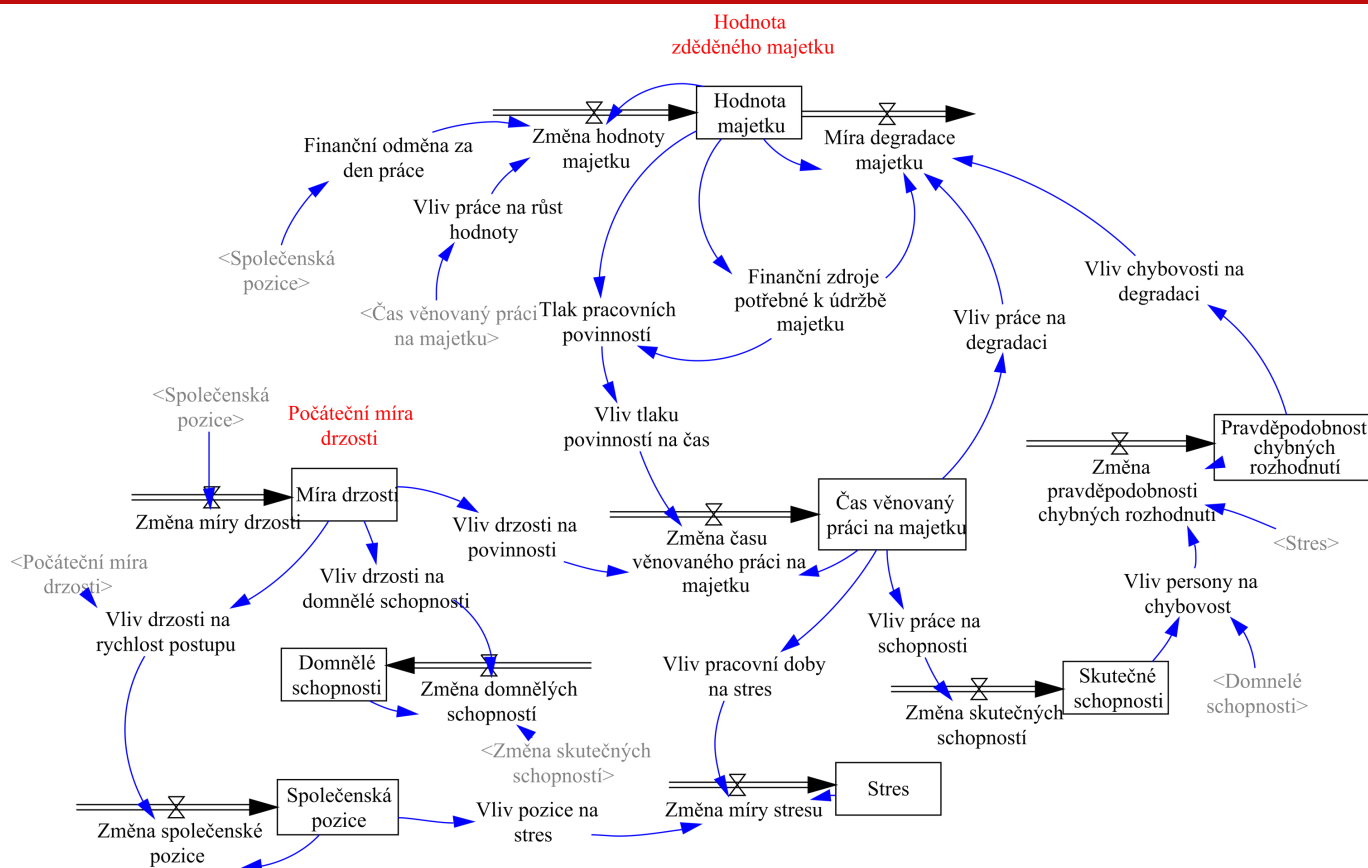 Hodnota
zděděného majetku
Hodnota
majetku
Změna hodnoty
majetku
Míra degradace
majetku
Finanční odměna za
den práce
Vliv práce na růst
hodnoty
<Společenská
pozice>
<Čas věnovaný práci
na majetku>
Tlak pracovních
povinností
Finanční zdroje
potřebné k údržbě
majetku
Vliv chybovosti na
degradaci
Vliv práce na
degradaci
<Společenská
pozice>
Počáteční míra
drzosti
Vliv tlaku
povinností na čas
Pravděpodobnost
chybných
rozhodnutí
Změna
pravděpodobnosti
chybných rozhodnutí
Míra drzosti
Změna míry drzosti
Vliv drzosti na
povinnosti
Čas věnovaný
práci na majetku
Změna času
věnovaného práci na
majetku
<Stres>
<Počáteční míra
drzosti>
Vliv drzosti na
domnělé schopnosti
Vliv persony na
chybovost
Vliv drzosti na
rychlost postupu
Vliv práce na
schopnosti
Domnělé
schopnosti
Změna domnělých
schopností
Vliv pracovní doby
na stres
Skutečné
schopnosti
Změna skutečných
schopností
<Domnelé
schopnosti>
<Změna skutečných
schopností>
Společenská
pozice
Změna společenské
pozice
Vliv pozice na
stres
Změna míry stresu
Stres